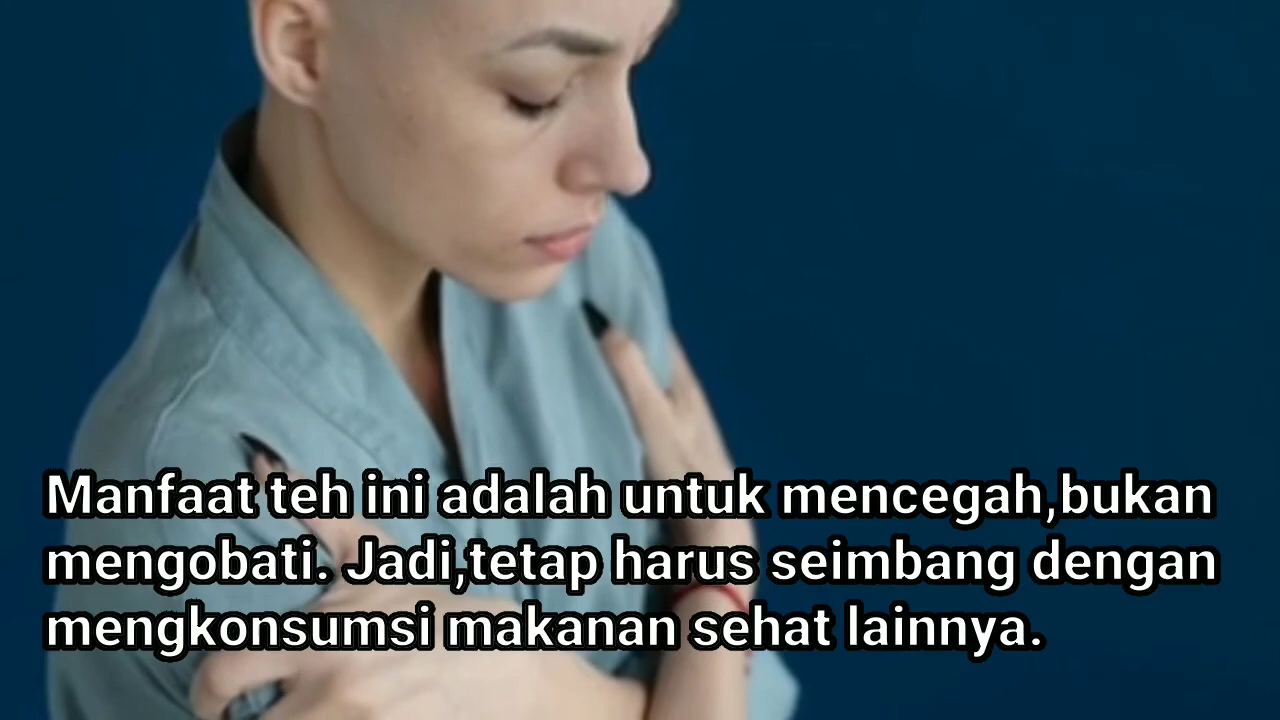 Manfaat teh ini adalah untuk mencegah,bukan
mengobati. Jadi,tetap harus seimbang dengan
mengkonsumsi makanan sehat lainnya.